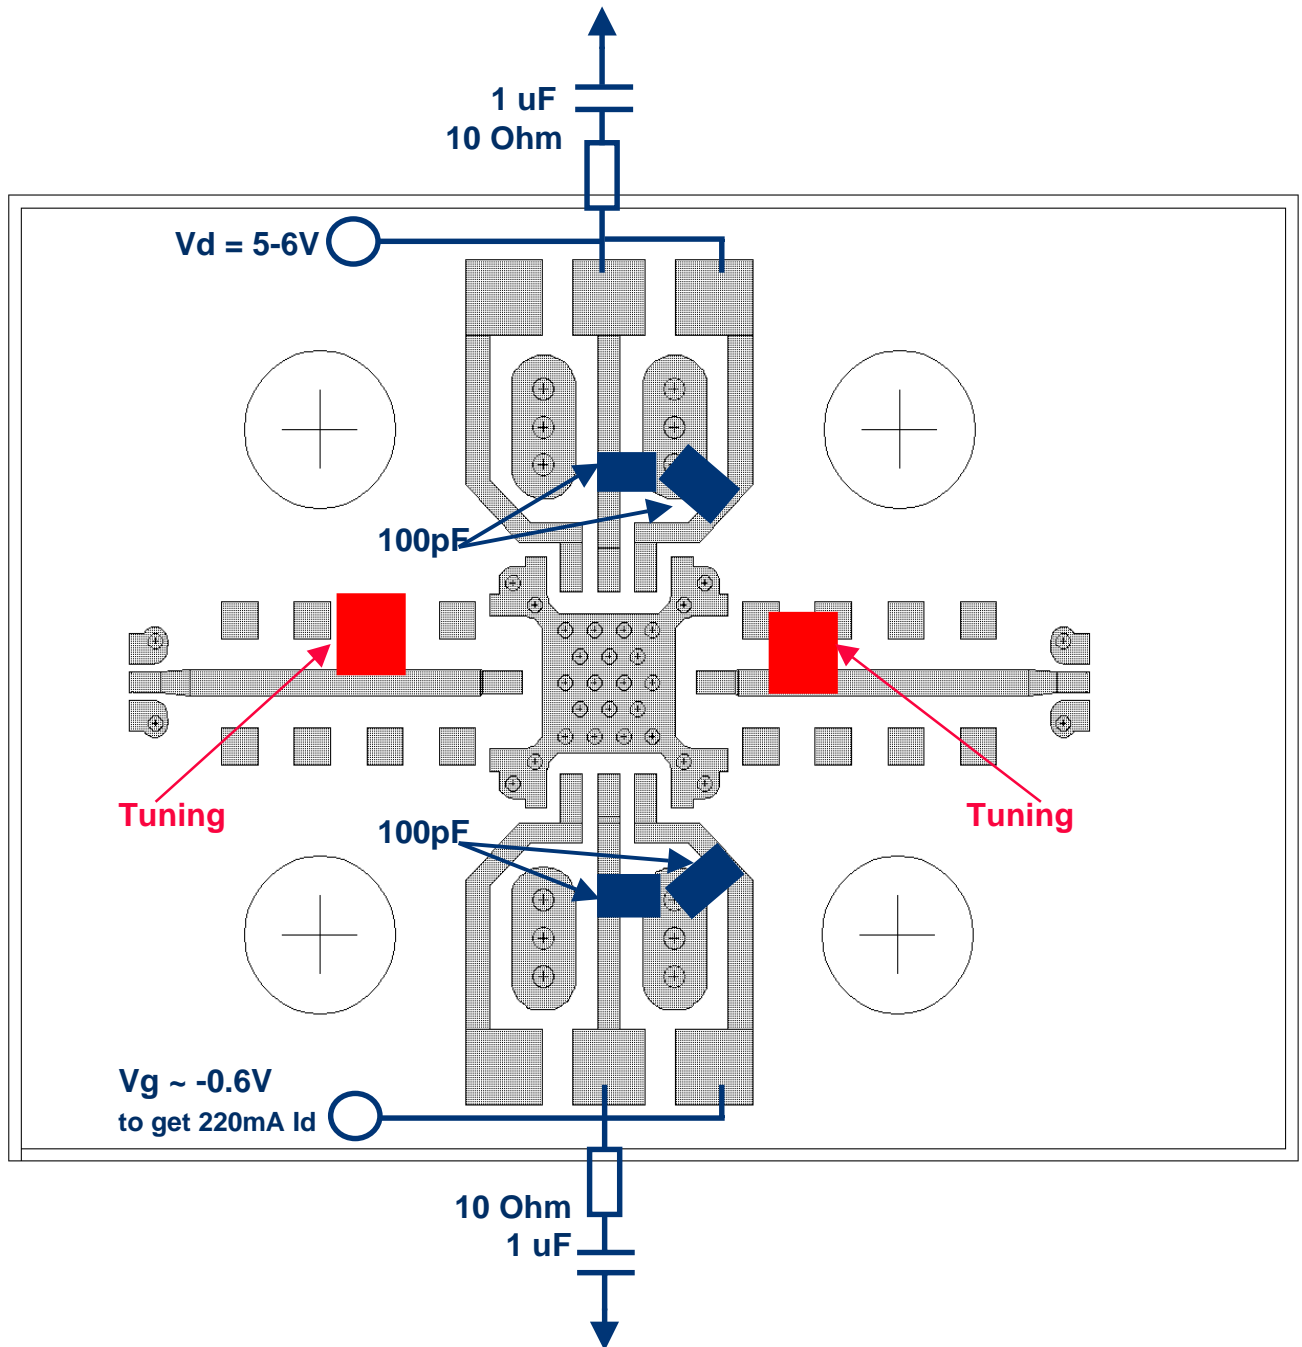 1 uF
10 Ohm
Vd = 5-6V
100pF
Tuning
Tuning
100pF
Vg ~ -0.6V
to get 220mA Id
10 Ohm
1 uF